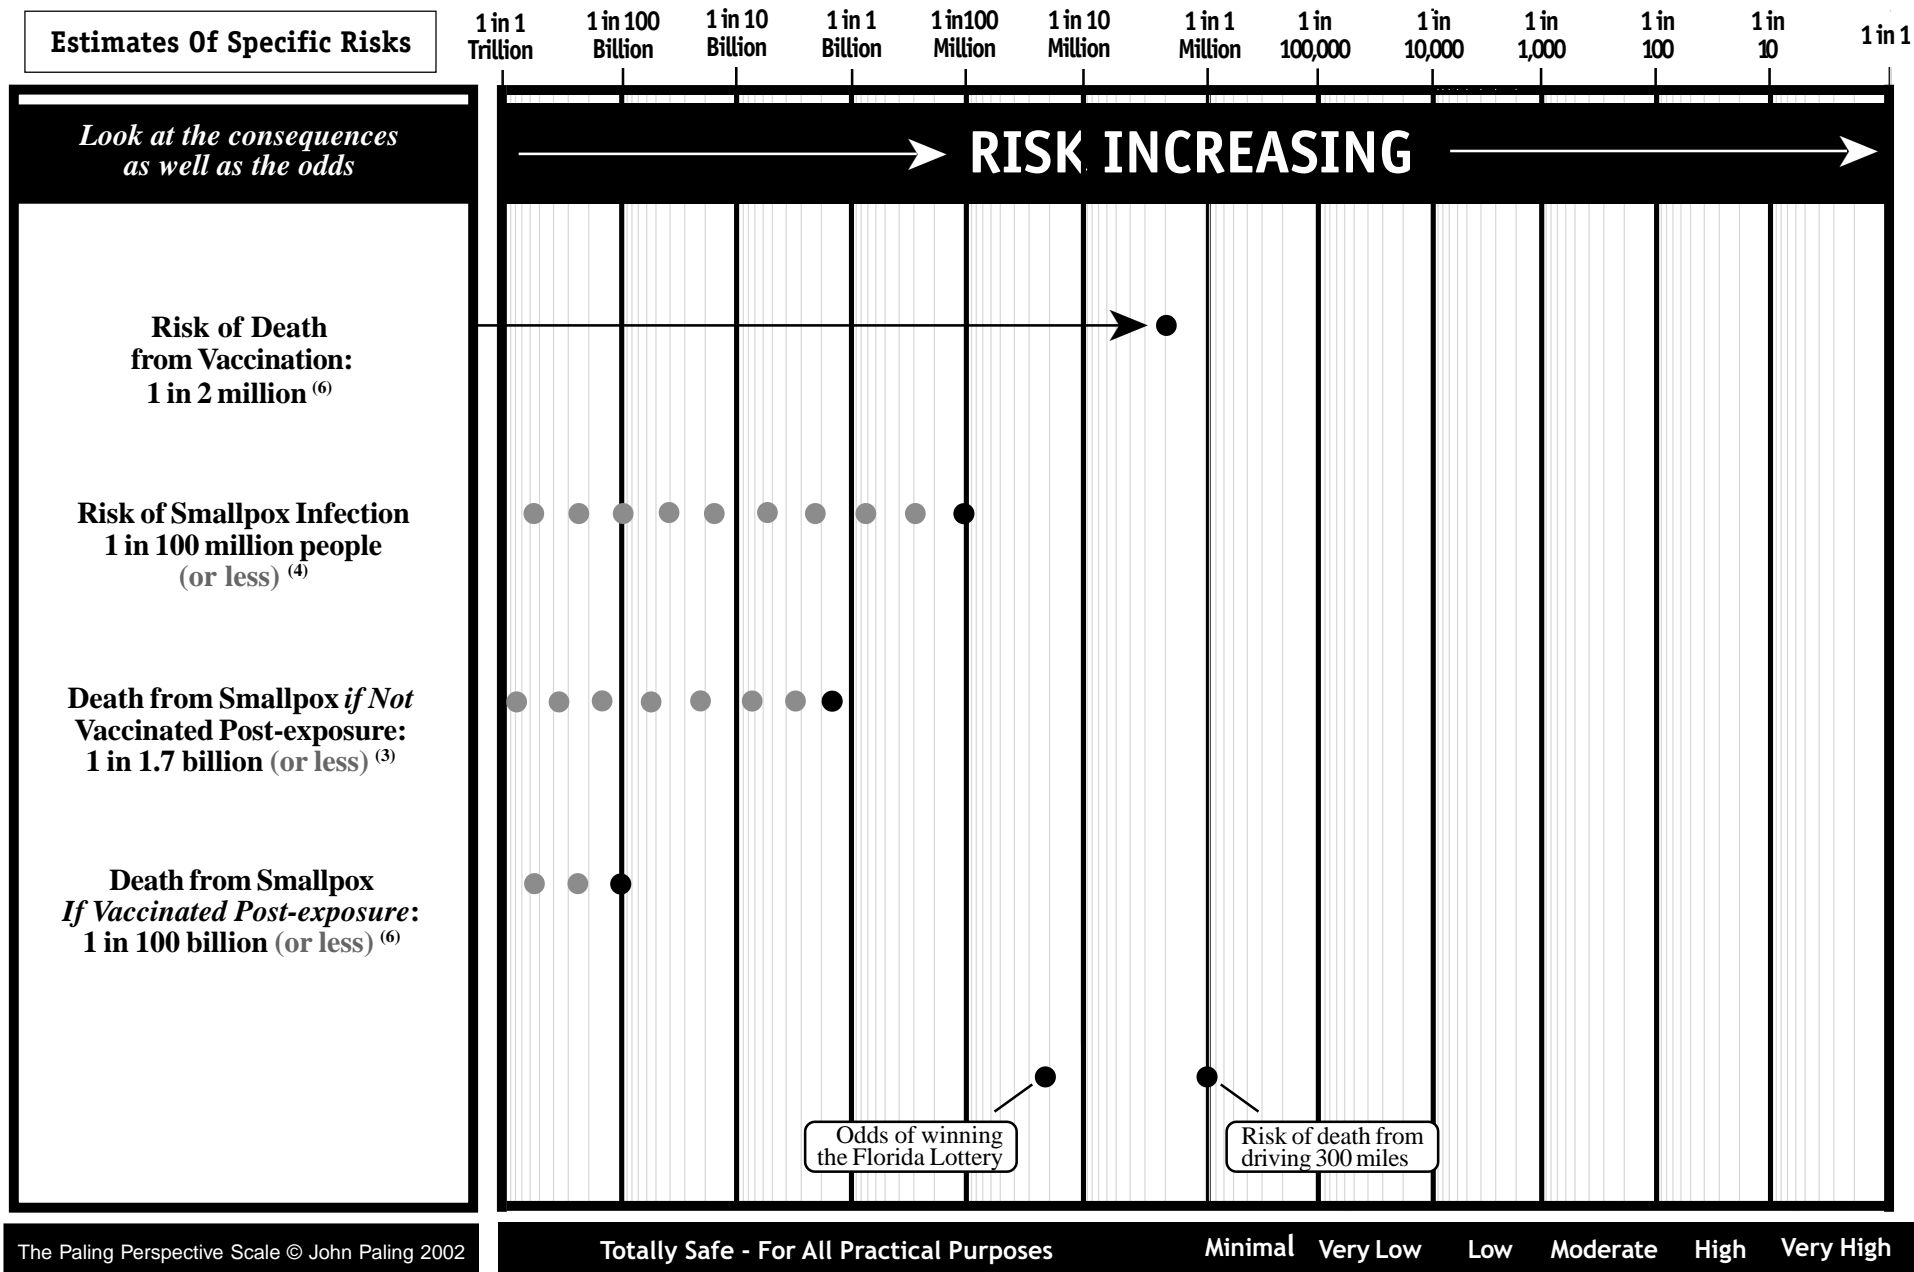 Estimates Of Specific Risks
1 in 1
Trillion
1 in 100
Billion
1 in 10
Billion
1 in 1
Billion
1 in100
Million
1 in 10
Million
1 in 1
Million
1 in
100,000
1 in
10,000
1 in
1,000
1 in
100
1 in
10
1 in 1
Look at the consequences
as well as the odds
RISK INCREASING
Risk of Death
from Vaccination:
1 in 2 million (6)
Risk of Smallpox Infection
1 in 100 million people
(or less) (4)
Death from Smallpox if Not
Vaccinated Post-exposure:
1 in 1.7 billion (or less) (3)
Death from Smallpox
If Vaccinated Post-exposure:
1 in 100 billion (or less) (6)
Odds of winning
the Florida Lottery
Risk of death from
driving 300 miles
The Paling Perspective Scale © John Paling 2002
Totally Safe - For All Practical Purposes
Minimal
Very Low
Low
Moderate
High
Very High